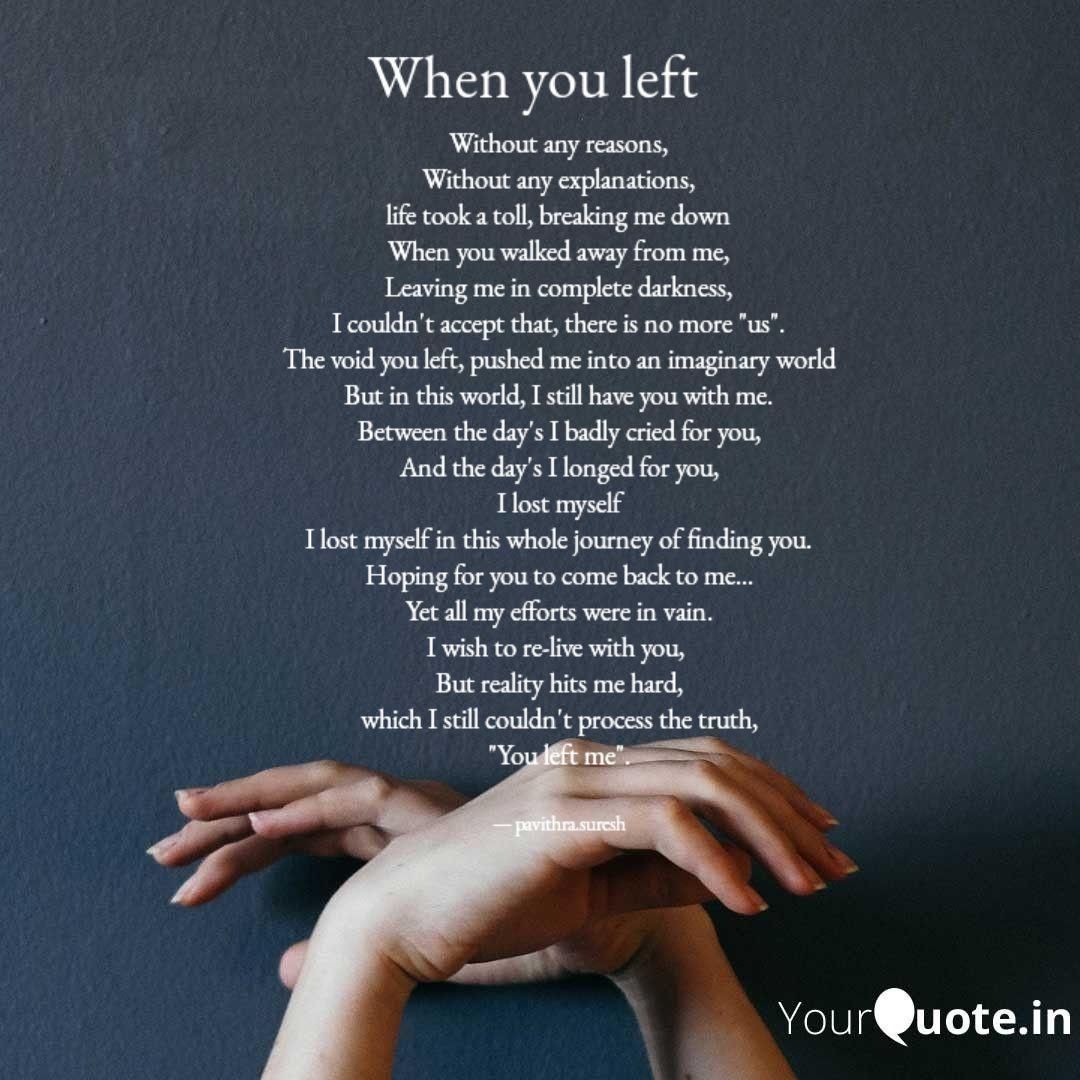 When you left
Without any reasons,
Without any explanations,
life took a toll, breaking me down
When you walked away from me,
Leaving me in complete darkness,
I couldn't accept that, there is no more "us".
The void you left, pushed me into an imaginary world
But in this world, I still have you with me.
Between the day's I badly cried for you,
And the day's I longed for you,
I lost myself
I lost myself in this whole journey of finding you.
Hoping for you to come back to me...
Yet all my efforts were in vain.
I wish to re-live with you,
But reality hits me hard,
which I still couldn't process the truth,
"You left me".
— pavithra.suresh
YourQuote.in